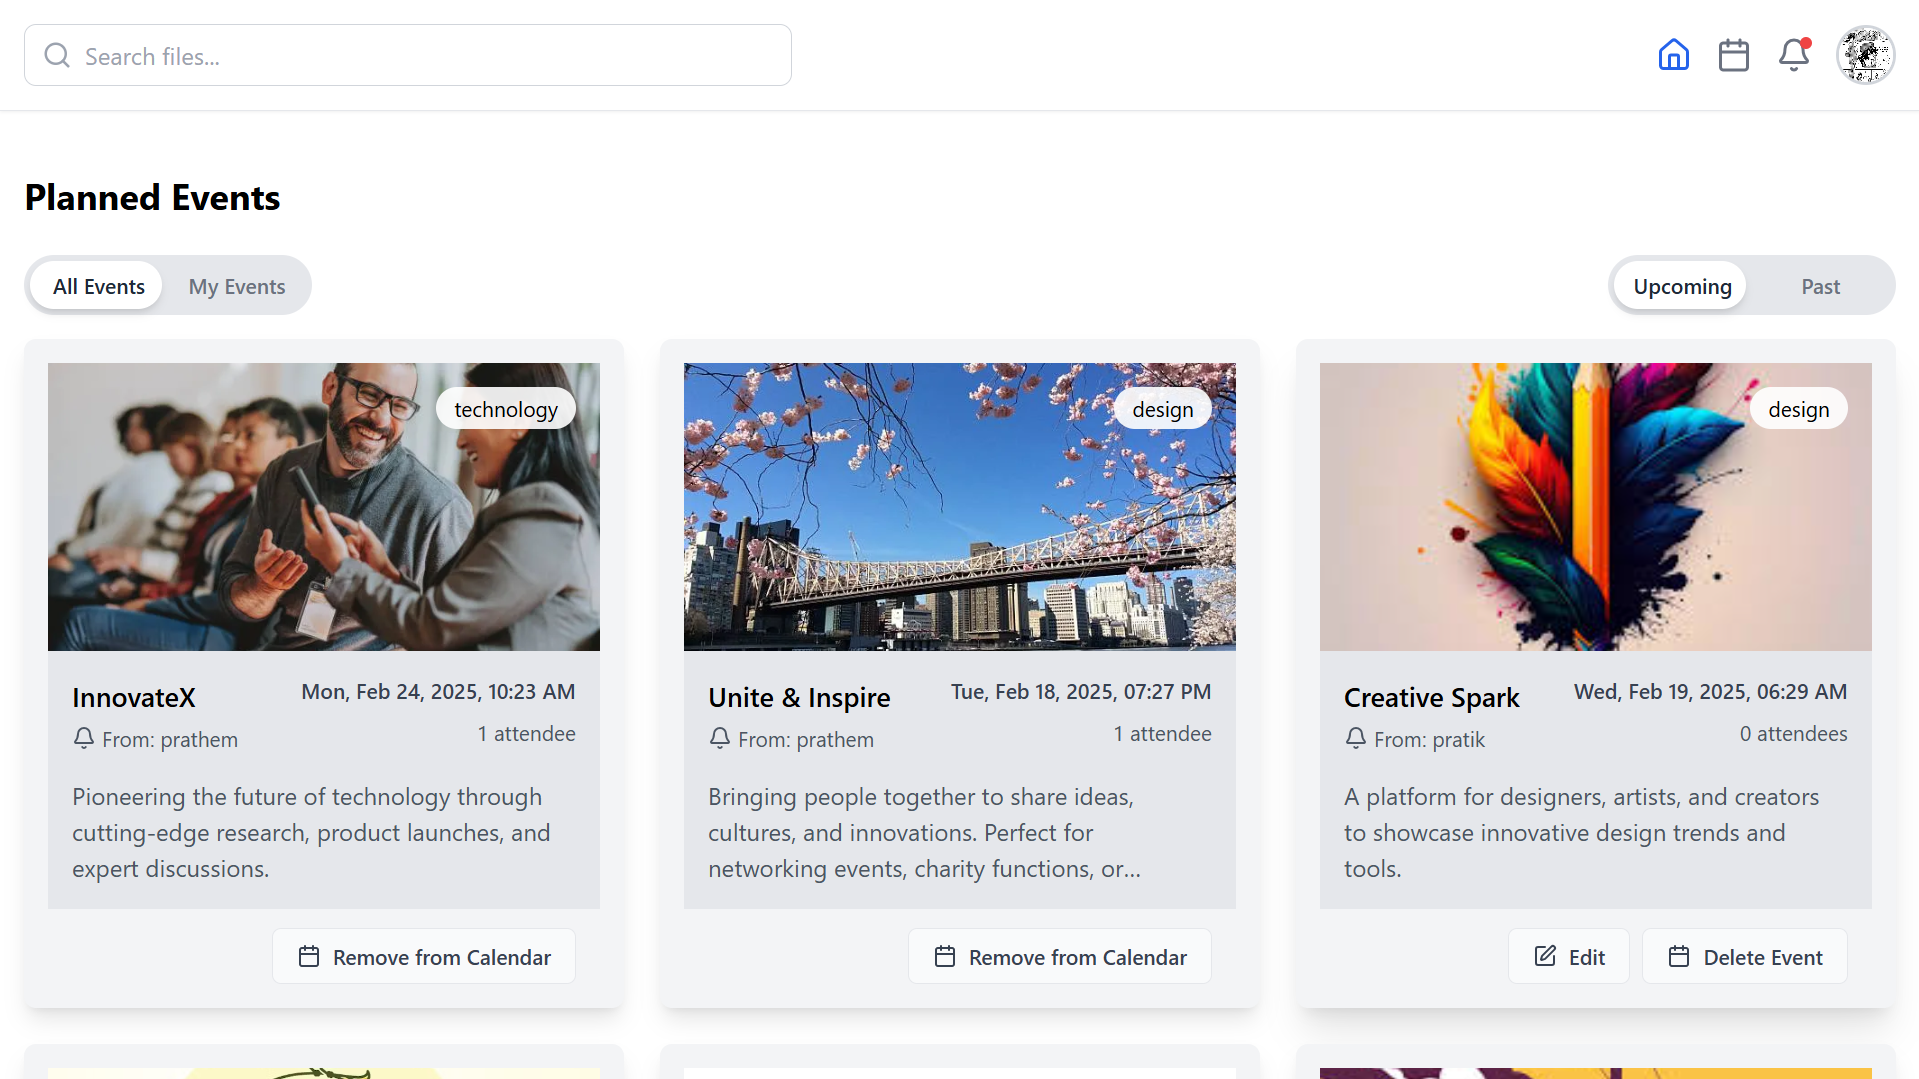 Search files...
Planned Events
All Events
My Events
Upcoming
Past
technology
design
design
InnovateX
Mon, Feb 24, 2025, 10:23 AM
From: prathem
1 attendee
Pioneering the future of technology through
cutting-edge research, product launches, and
expert discussions.
Remove from Calendar
Unite & Inspire
Tue, Feb 18, 2025, 07:27 PM
From: prathem
1 attendee
Bringing people together to share ideas,
cultures, and innovations. Perfect for
networking events, charity functions, or...
Remove from Calendar
Creative Spark
Wed, Feb 19, 2025, 06:29 AM
From: pratik
0 attendees
A platform for designers, artists, and creators
to showcase innovative design trends and
tools.
Edit
Delete Event